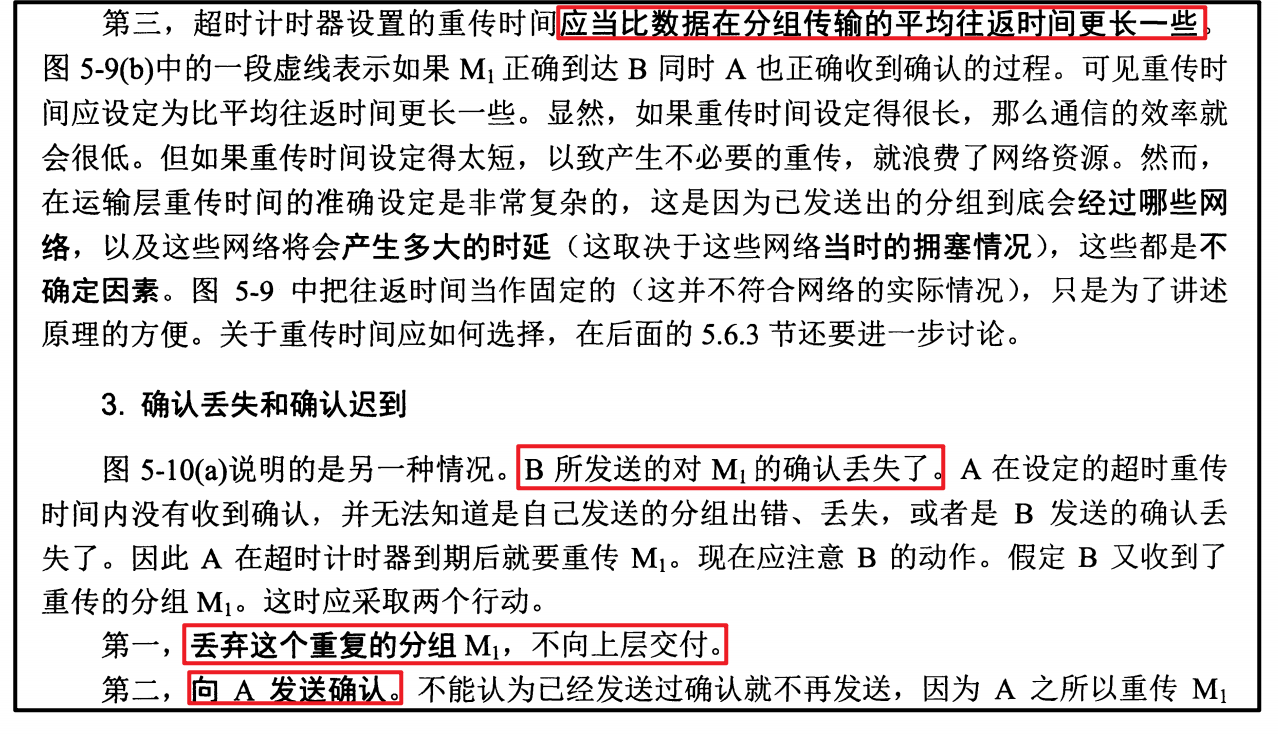 第三，超时计时器设置的重传时间应当比数据在分组传输的平均往返时间更长一些。
图 5-9(b)中的一段虚线表示如果 M₁ 正确到达 B 同时 A 也正确收到确认的过程。可见重传时
间应设定为比平均往返时间更长一些。显然，如果重传时间设定得很长，那么通信的效率就
会很低。但如果重传时间设定得太短，以致产生不必要的重传，就浪费了网络资源。然而，
在运输层重传时间的准确设定是非常复杂的，这是因为已发送出的分组到底会经过哪些网
络，以及这些网络将会产生多大的时延（这取决于这些网络当时的拥塞情况），这些都是不
确定因素。图 5-9 中把往返时间当作固定的（这并不符合网络的实际情况），只是为了讲述
原理的方便。关于重传时间应如何选择，在后面的 5.6.3 节还要进一步讨论。
3. 确认丢失和确认迟到
图 5-10(a)说明的是另一种情况。B 所发送的对 M₁ 的确认丢失了。A 在设定的超时重传
时间内没有收到确认，并无法知道是自己发送的分组出错、丢失，或者是 B 发送的确认丢
失了。因此 A 在超时计时器到期后就要重传 M₁。现在应注意 B 的动作。假定 B 又收到了
重传的分组 M₁。这时应采取两个行动。
第一，丢弃这个重复的分组 M₁，不向上层交付。
第二，向 A 发送确认。不能认为已经发送过确认就不再发送，因为 A 之所以重传 M₁